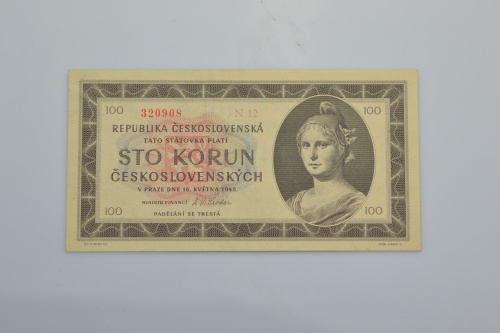 100
320908 N 12
100
REPUBLIKA ČESKOSLOVENSKÁ
TATO STÁTOVKA PLATÍ
STO KORUN
ČESKOSLOVENSKÝCH
V PRAZE DNE 16. KVĚTNA 1945
MINISTR FINANCÍ
100
PADĚLÁNÍ SE TRESTÁ
100